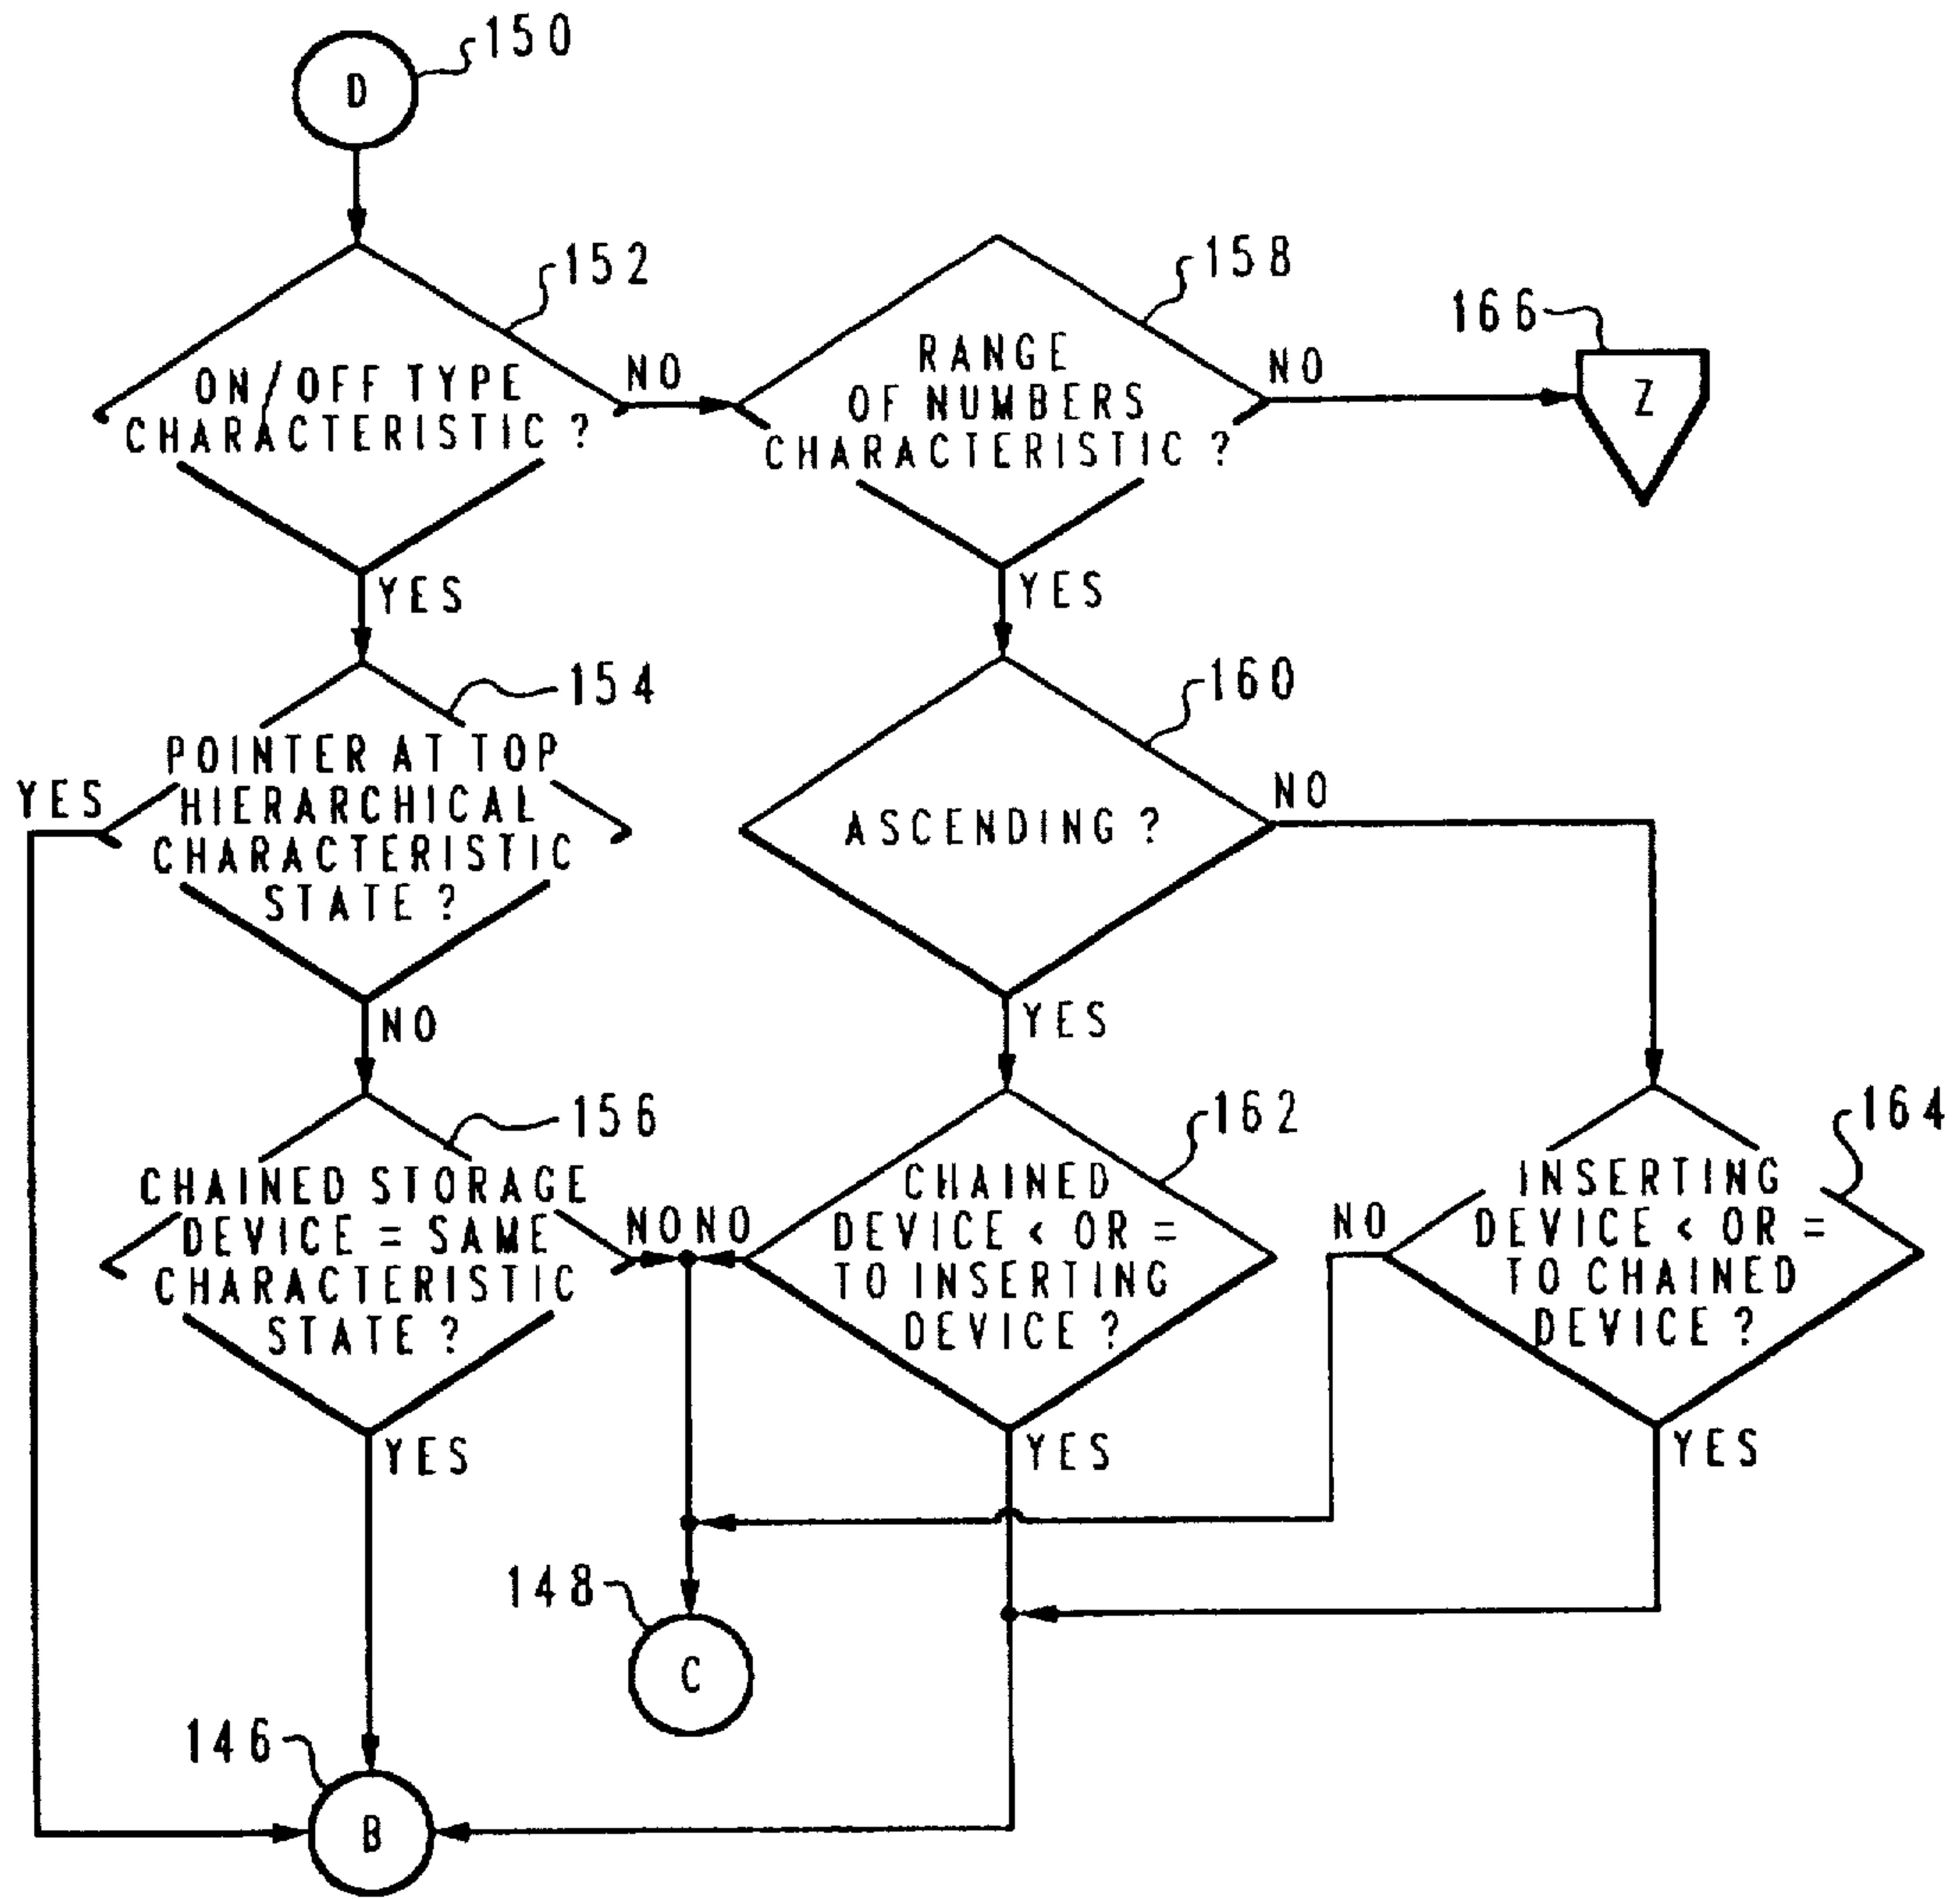 150
D
152
ON/OFF TYPE
CHARACTERISTIC ?
NO
YES
158
RANGE
OF NUMBERS
CHARACTERISTIC ?
NO
YES
166
Z
154
POINTER AT TOP
HIERARCHICAL
CHARACTERISTIC
STATE ?
YES
NO
160
ASCENDING ?
NO
YES
156
CHAINED STORAGE
DEVICE = SAME
CHARACTERISTIC
STATE ?
NO
YES
162
CHAINED
DEVICE < OR =
TO INSERTING
DEVICE ?
NO
YES
164
INSERTING
DEVICE < OR =
TO CHAINED
DEVICE ?
NO
YES
148
C
146
B